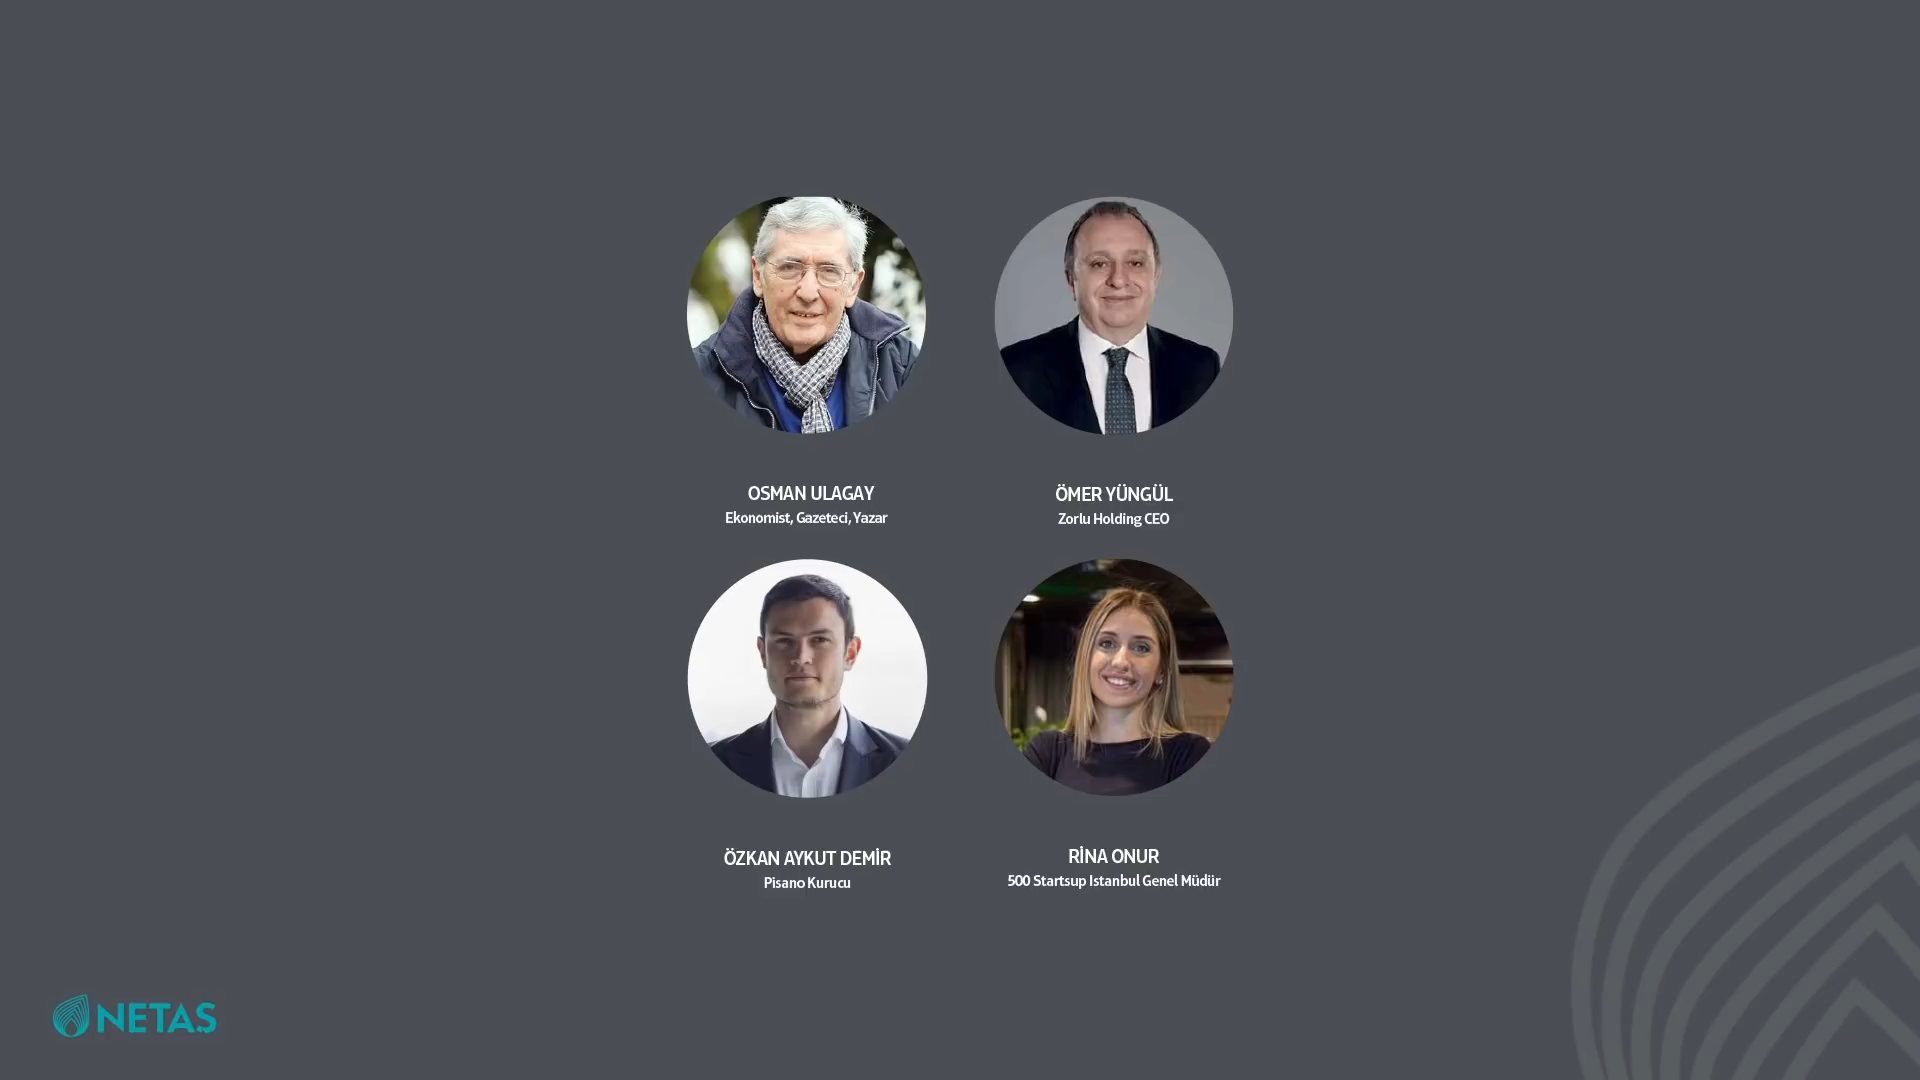 OSMAN ULAGAY
Ekonomist, Gazeteci, Yazar
ÖMER YÜNGÜL
Zorlu Holding CEO
ÖZKAN AYKUT DEMİR
Pisano Kurucu
RİNA ONUR
500 Startsup Istanbul Genel Müdür
NETAŞ